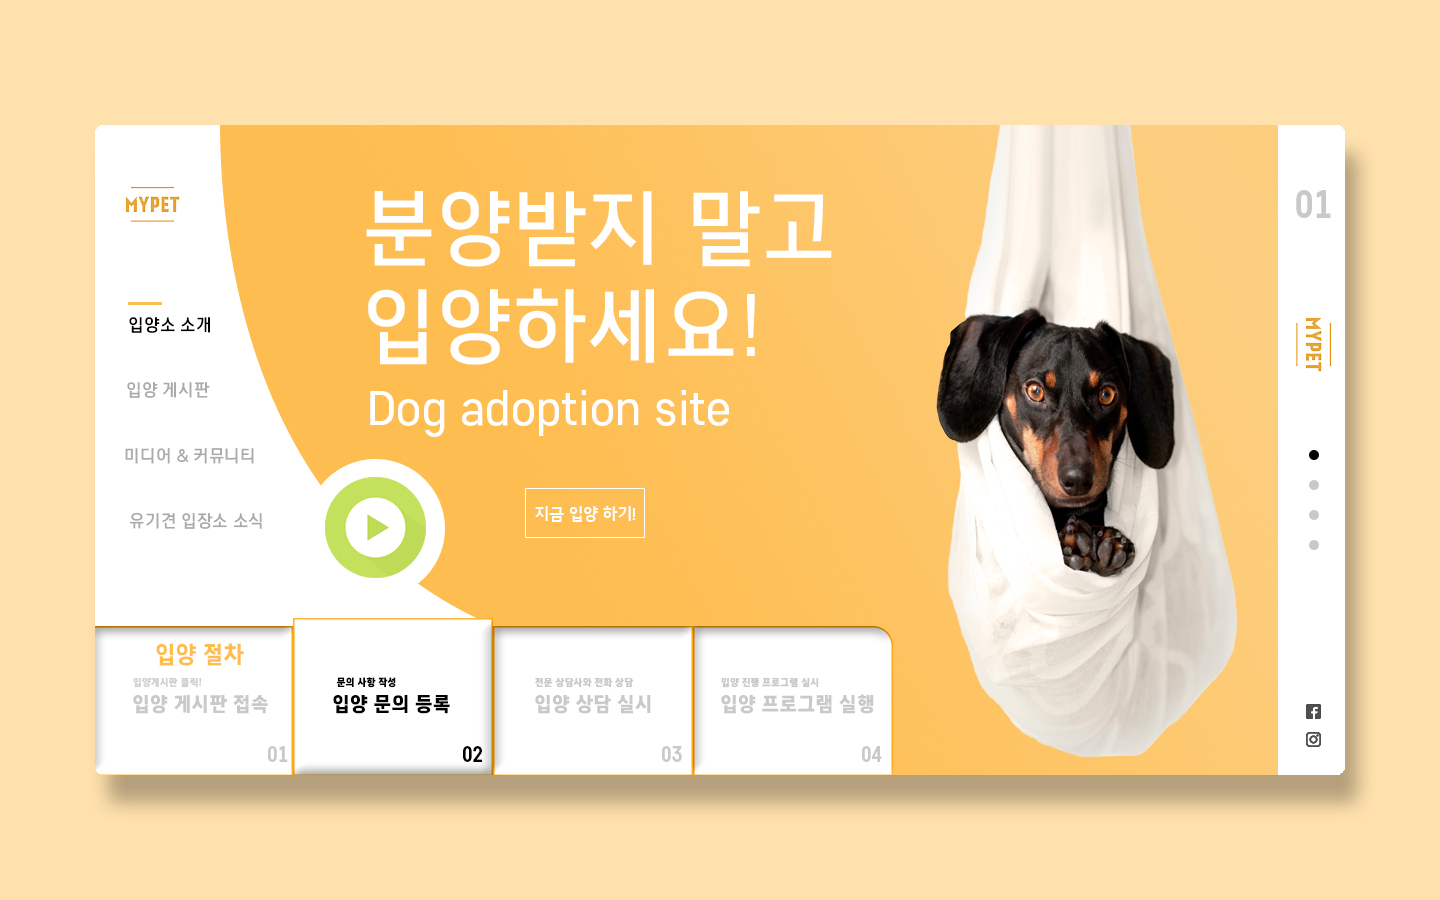 MYPET
입양소 소개
입양 게시판
미디어 & 커뮤니티
유기견 입장소 소식
분양받지 말고
입양하세요!
Dog adoption site
지금 입양 하기!
입양 절차
입양게시판 클릭!
입양 게시판 접속
01
문의 사항 작성
입양 문의 등록
02
전문 상담사와 전화 상담
입양 상담 실시
03
입양 진행 프로그램 실시
입양 프로그램 실행
04
01
MYPET